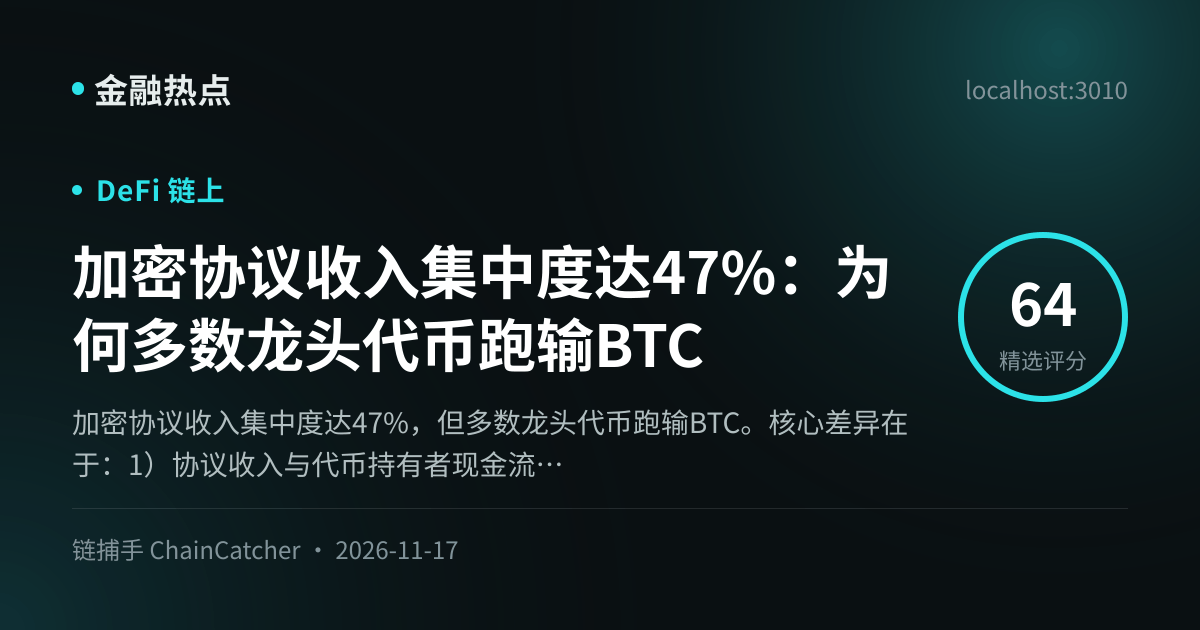 金融热点
localhost:3010
DeFi 链上
加密协议收入集中度达47%：为
何多数龙头代币跑输BTC
64
精选评分
加密协议收入集中度达47%，但多数龙头代币跑输BTC。核心差异在
于：1）协议收入与代币持有者现金流…
链捕手 ChainCatcher · 2026-11-17